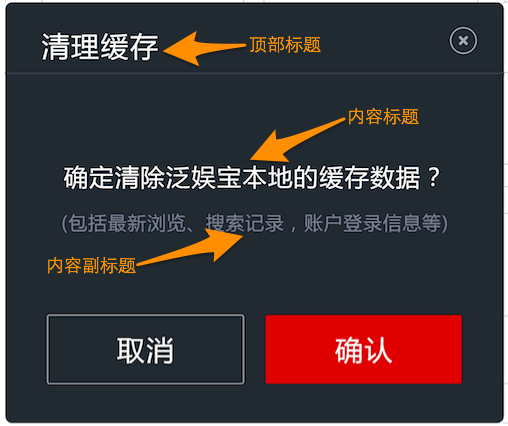 清理缓存
顶部标题
内容标题
确定清除泛娱宝本地的缓存数据？
(包括最新浏览、搜索记录，账户登录信息等)
内容副标题
取消
确认